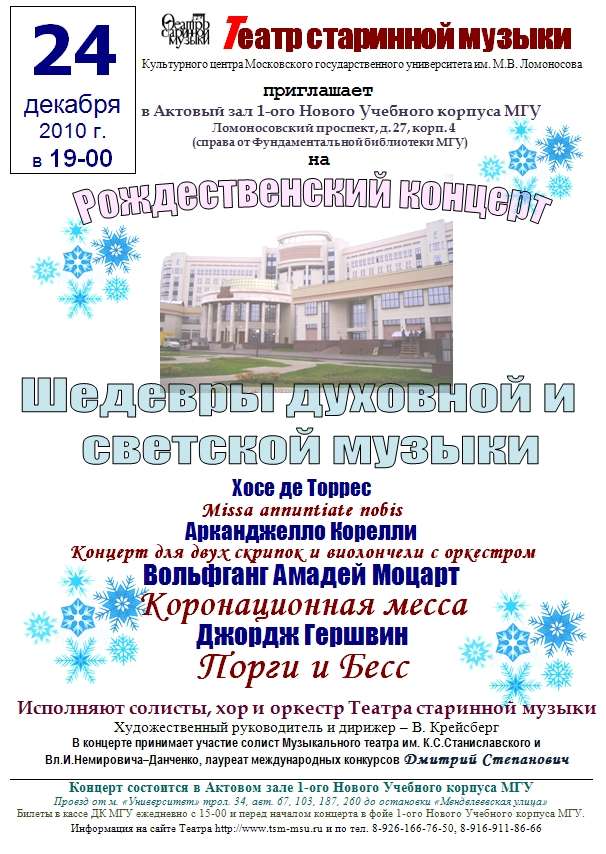 24
декабря
2010 г.
в 19-00
Театръ
старинной
музыки
Театр старинной музыки
Культурного центра Московского государственного университета им. М.В. Ломоносова
приглашает
в Актовый зал 1-ого Нового Учебного корпуса МГУ
Ломоносовский проспект, д. 27, корп. 4
(справа от Фундаментальной библиотеки МГУ)
на
Рождественский концерт
Шедевры духовной и
светской музыки
Хосе де Торрес
Missa annuntiate nobis
Арканджелло Корелли
Концерт для двух скрипок и виолончели с оркестром
Вольфганг Амадей Моцарт
Коронационная месса
Джордж Гершвин
Порги и Бесс
Исполняют солисты, хор и оркестр Театра старинной музыки
Художественный руководитель и дирижер – В. Крейсберг
В концерте принимает участие солист Музыкального театра им. К.С.Станиславского и
Вл.И.Немировича–Данченко, лауреат международных конкурсов Дмитрий Степанович
Концерт состоится в Актовом зале 1-ого Нового Учебного корпуса МГУ
Проезд от м. «Университет» трол. 34, авт. 67, 103, 187, 260 до остановки «Менделеевская улица»
Билеты в кассе ДК МГУ ежедневно с 15-00 и перед началом концерта в фойе 1-ого Нового Учебного корпуса МГУ.
Информация на сайте Театра http://www.tsm-msu.ru и по тел. 8-926-166-76-50, 8-916-911-86-66